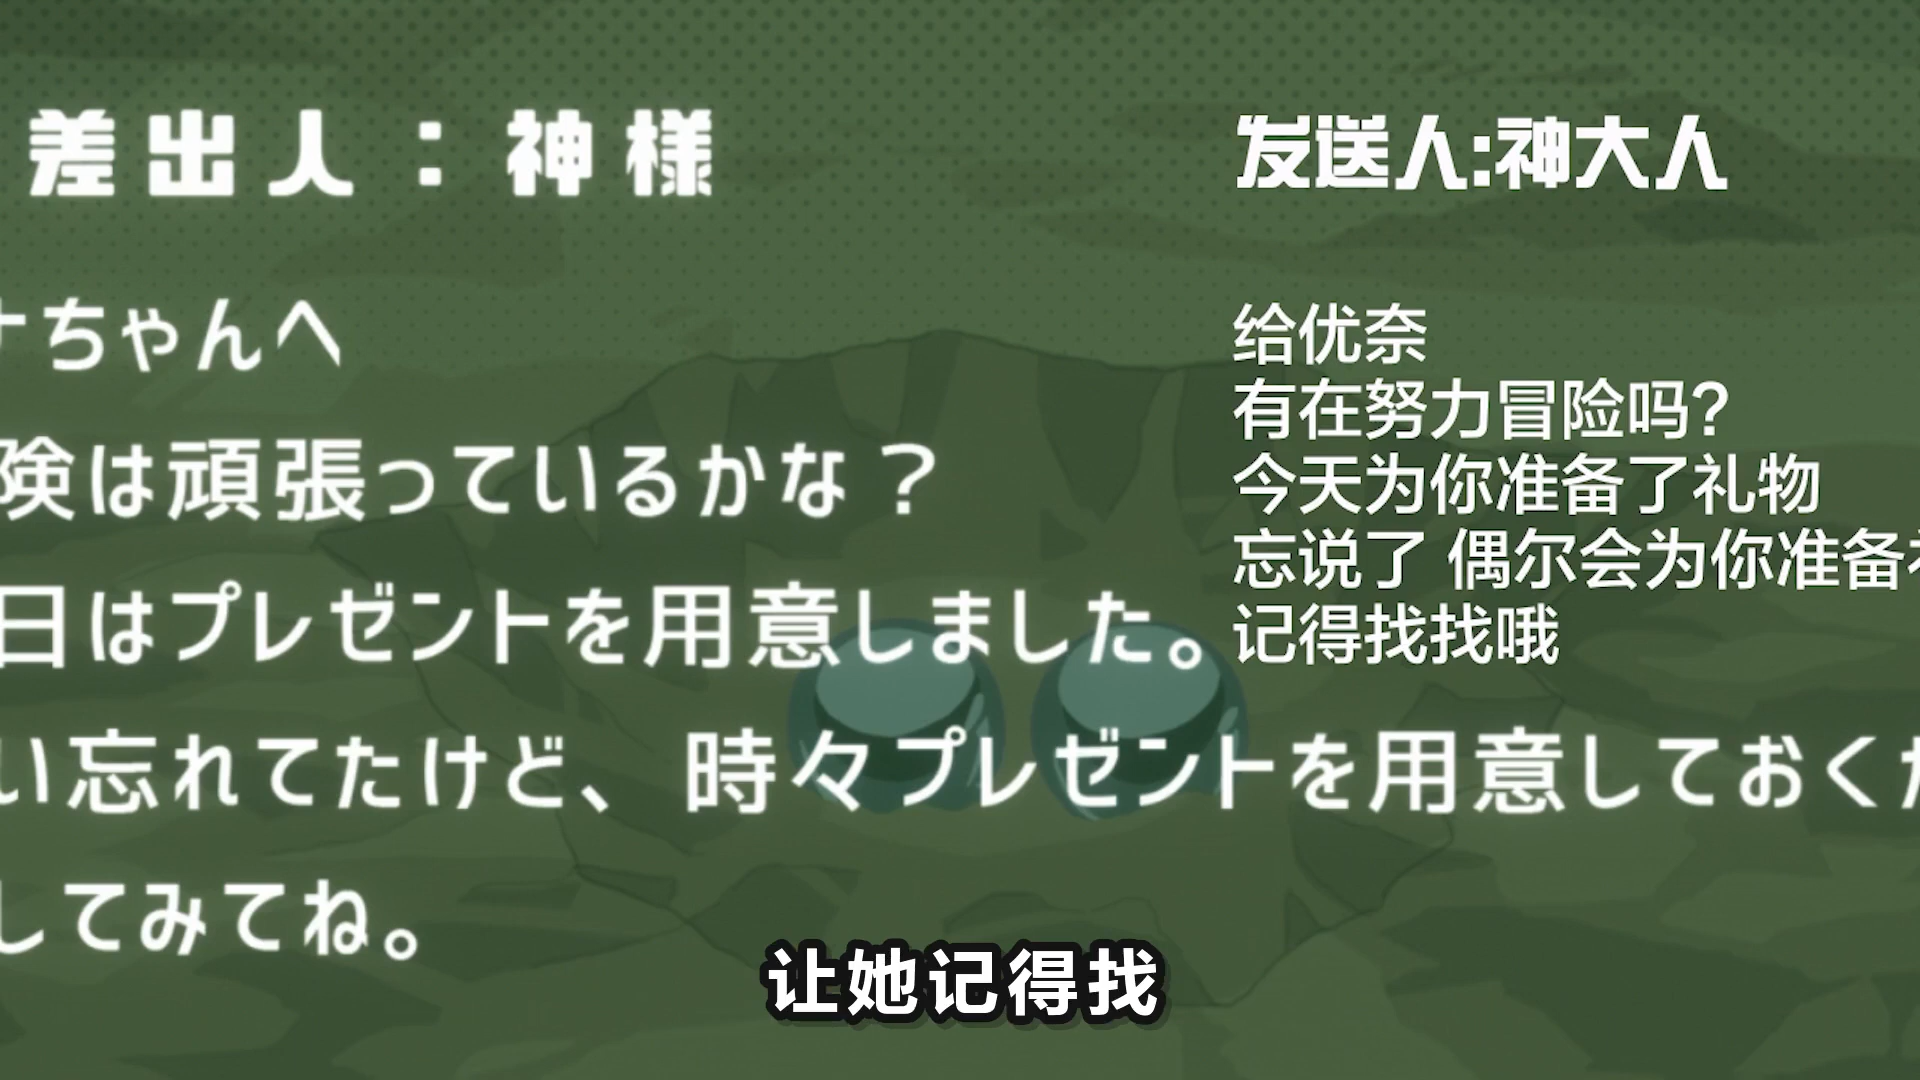 差出人：神様
ナちゃんへ
険は頑張っているかな？
日はプレゼントを用意しました。
い忘れてたけど、時々プレゼントを用意しておくか
してみてね。
发送人:神大人
给优奈
有在努力冒险吗?
今天为你准备了礼物
忘说了 偶尔会为你准备
记得找找哦
让她记得找